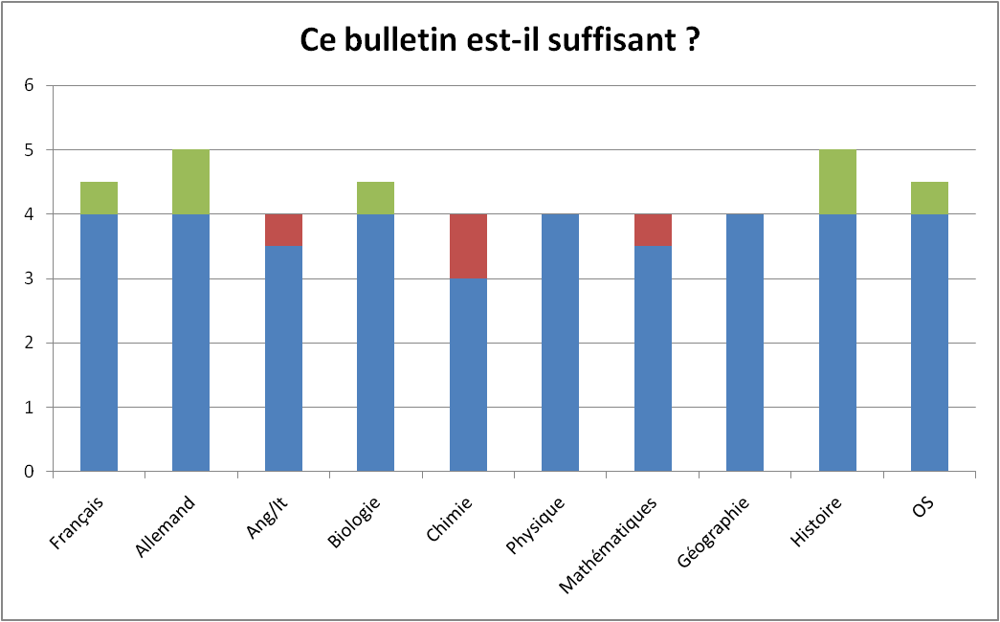 Ce bulletin est-il suffisant ?
6
5
4
3
2
1
0
Français
Allemand
Ang/It
Biologie
Chimie
Physique
Mathématiques
Géographie
Histoire
OS